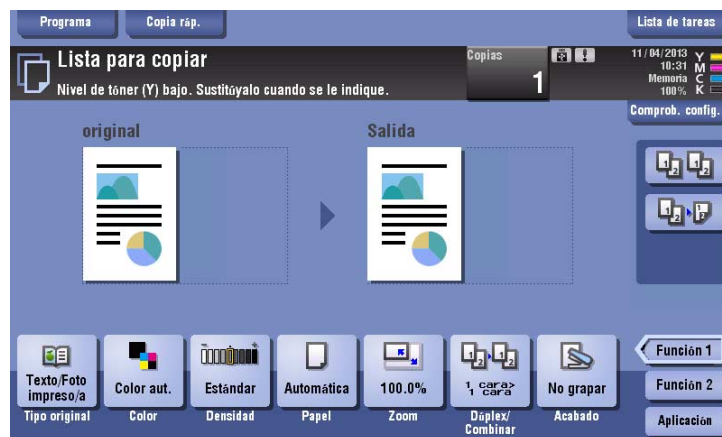 Programa
Copia ráp.
Lista de tareas
Lista para copiar
Nivel de tóner (Y) bajo. Sustitúyalo cuando se le indique.
Copias
1
11/04/2013
10:31
Memoria
100%
Y
M
C
K
Comprob. config.
original
Salida
Texto/Foto
impreso/a
Tipo original
Color aut.
Color
Estándar
Densidad
Automática
Papel
100.0%
Zoom
1 cara>
1 cara
Dúplex/
Combinar
No grapar
Acabado
Función 1
Función 2
Aplicación